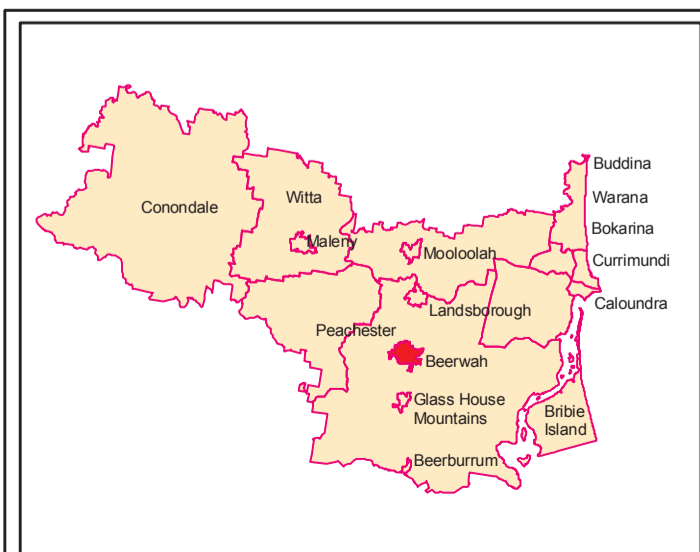 Buddina
Warana
Bokarina
Currimundi
Caloundra
Witta
Conondale
Maleny
Mooloolah
Landsborough
Peachester
Beerwah
Glass House
Mountains
Bribie
Island
Beerburrum